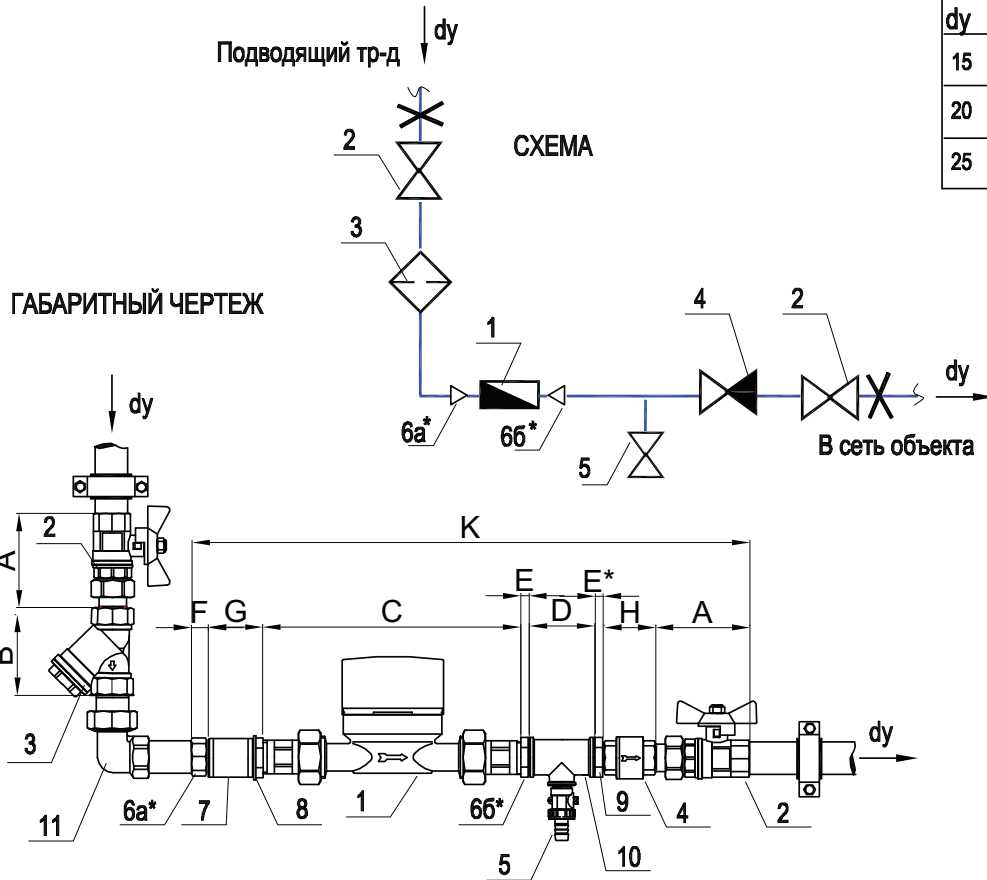 dy
dy
Подводящий тр-д
15
20
25
2
СХЕМА
3
ГАБАРИТНЫЙ ЧЕРТЕЖ
1
4
2
dy
6а*
6б*
5
В сеть объекта
dy
K
2
A
E
E*
F
G
C
D
H
A
B
3
dy
6а*
7
8
1
6б*
9
4
2
11
5
10